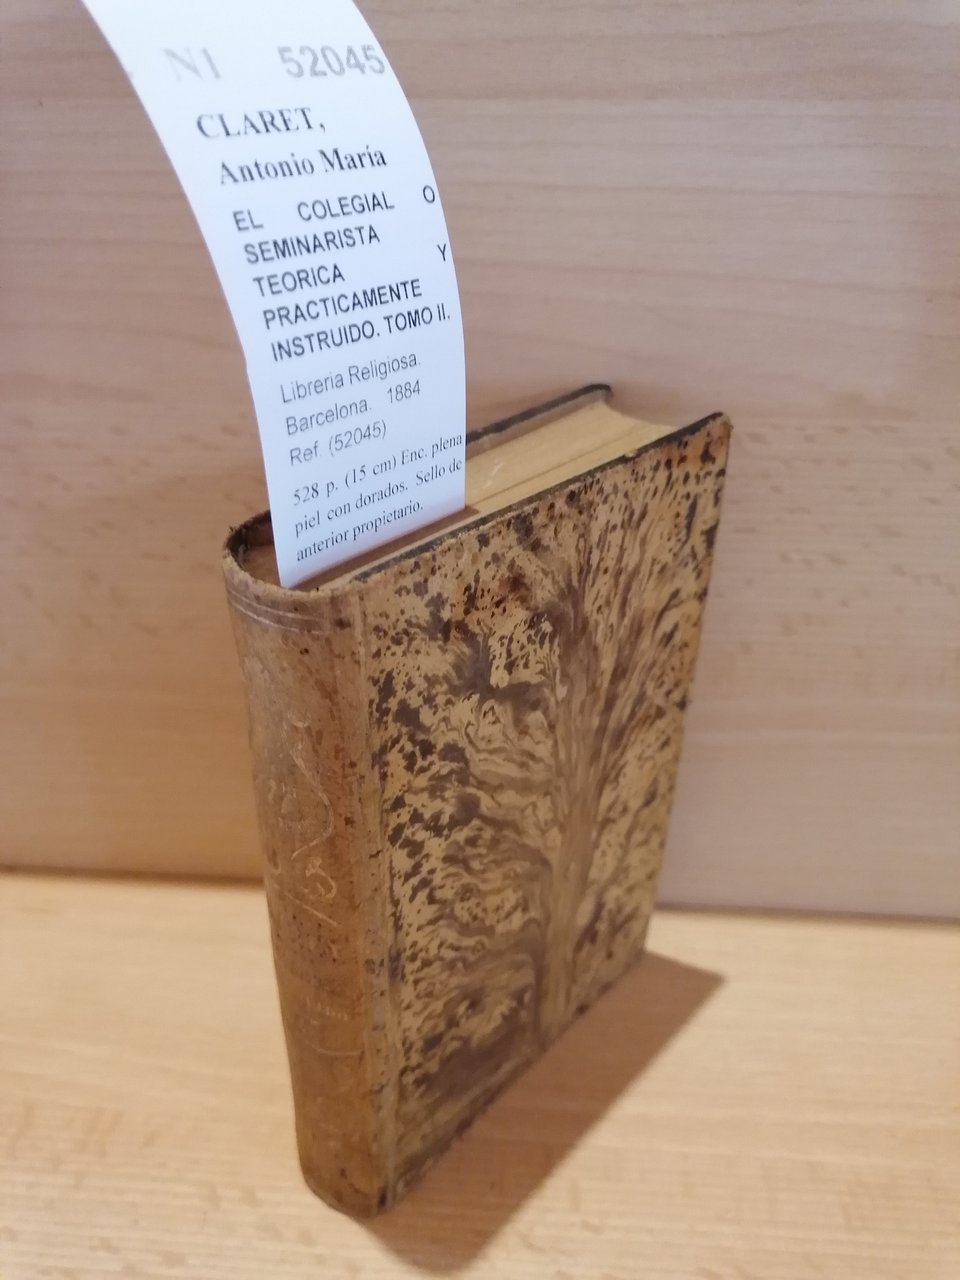 N1 52045
CLARET,
Antonio María
EL COLEGIAL O
SEMINARISTA
TEORICA Y
PRACTICAMENTE
INSTRUIDO. TOMO II.
Libreria Religiosa.
Barcelona. 1884
Ref. (52045)
528 p. (15 cm) Enc. plena
piel con dorados. Sello de
anterior propietario.